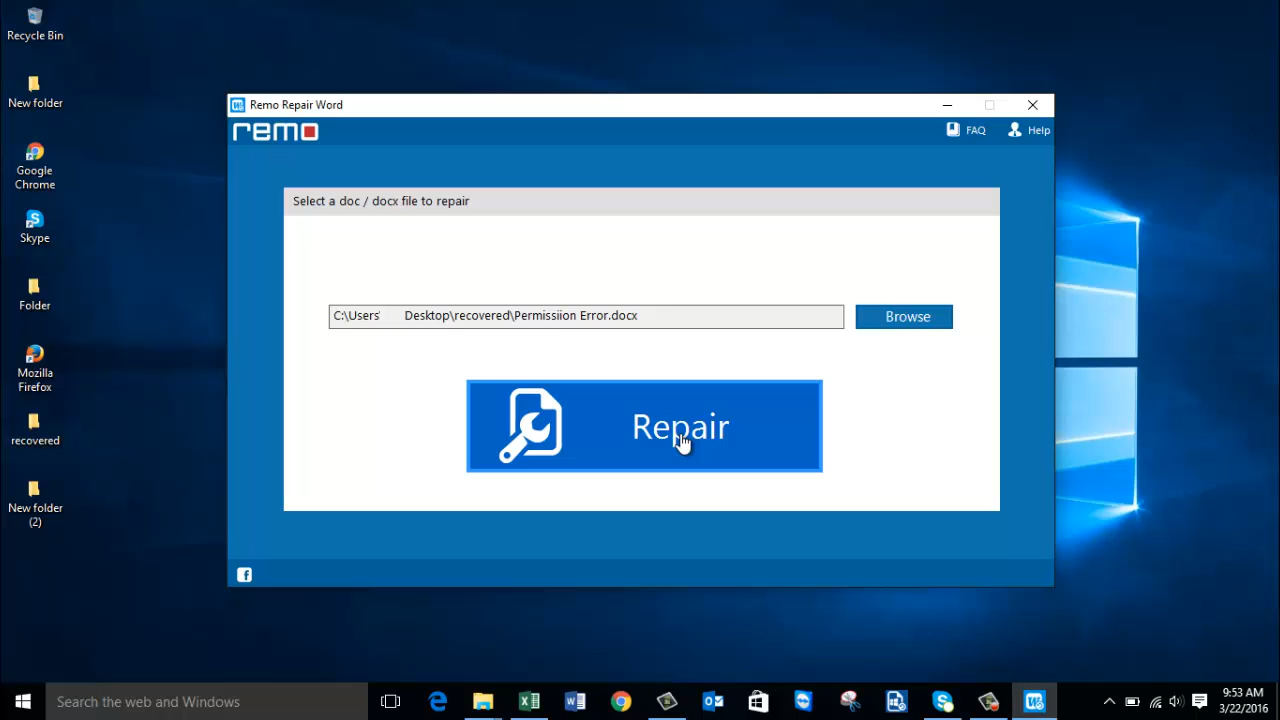 Recycle Bin
New folder
Google
Chrome
Skype
Folder
Mozilla
Firefox
recovered
New folder
(2)
Remo Repair Word
remo
FAQ
Help
Select a doc / docx file to repair
C:\Users' Desktop\recovered\Permissiion Error.docx
Browse
Repair
Search the web and Windows
9:53 AM
3/22/2016